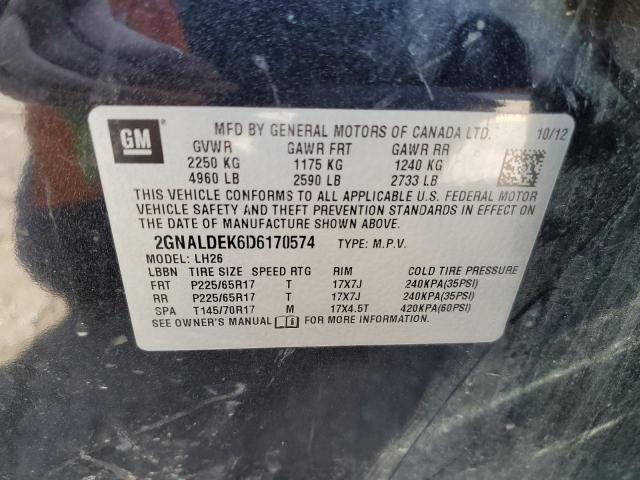 GM
MFD BY GENERAL MOTORS OF CANADA LTD. 10/12
GVWR GAWR FRT GAWR RR
2250 KG 1175 KG 1240 KG
4960 LB 2590 LB 2733 LB
THIS VEHICLE CONFORMS TO ALL APPLICABLE U.S. FEDERAL MOTOR
VEHICLE SAFETY AND THEFT PREVENTION STANDARDS IN EFFECT ON
THE DATE OF MANUFACTURE SHOWN ABOVE.
2GNALDEK6D6170574 TYPE: M.P.V.
MODEL: LH26
LBBN TIRE SIZE SPEED RTG RIM COLD TIRE PRESSURE
FRT P225/65R17 T 17X7J 240KPA(35PSI)
RR P225/65R17 T 17X7J 240KPA(35PSI)
SPA T145/70R17 M 17X4.5T 420KPA(60PSI)
SEE OWNER'S MANUAL FOR MORE INFORMATION.